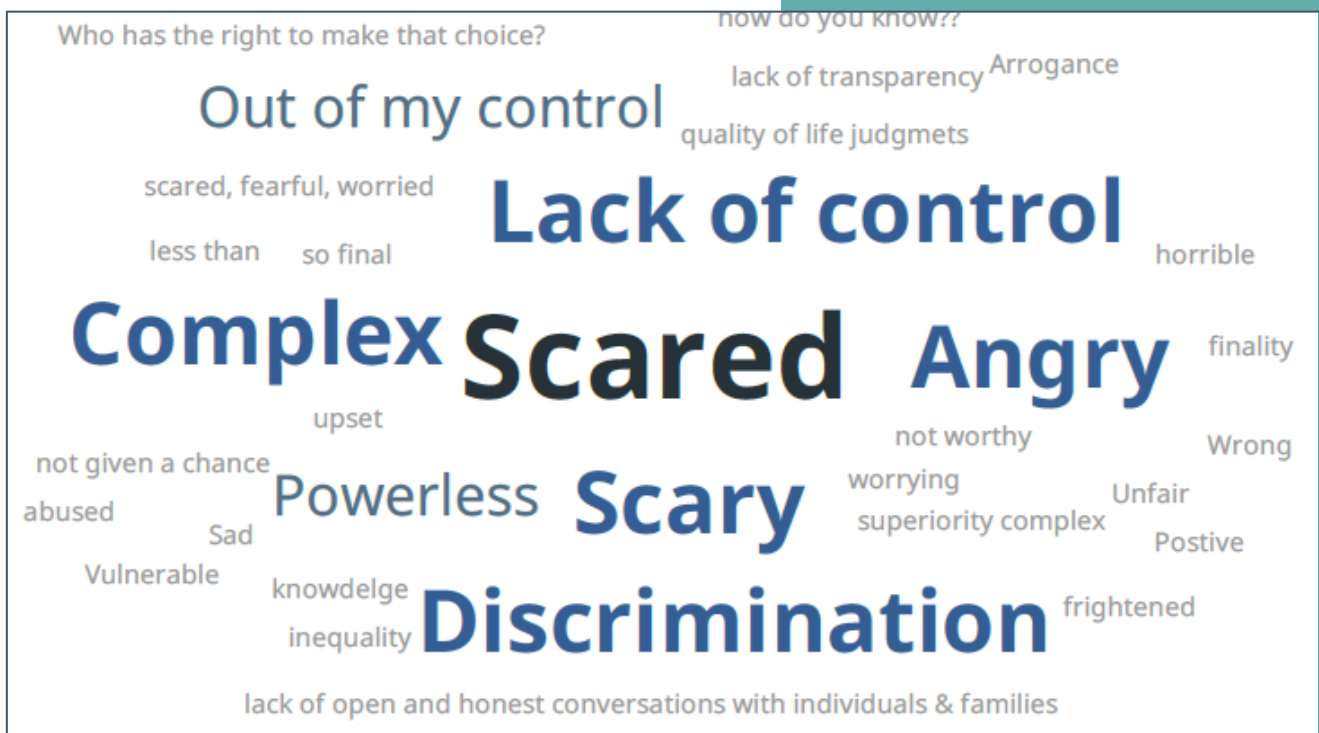 how do you know??
Who has the right to make that choice?
lack of transparency
Arrogance
Out of my control
quality of life judgmets
scared, fearful, worried
Lack of control
less than
so final
horrible
Complex
Scared
Angry
finality
upset
not worthy
Wrong
not given a chance
Powerless
Scary
worrying
Unfair
abused
superiority complex
Sad
Postive
Vulnerable
knowdelge
Discrimination
frightened
inequality
lack of open and honest conversations with individuals & families